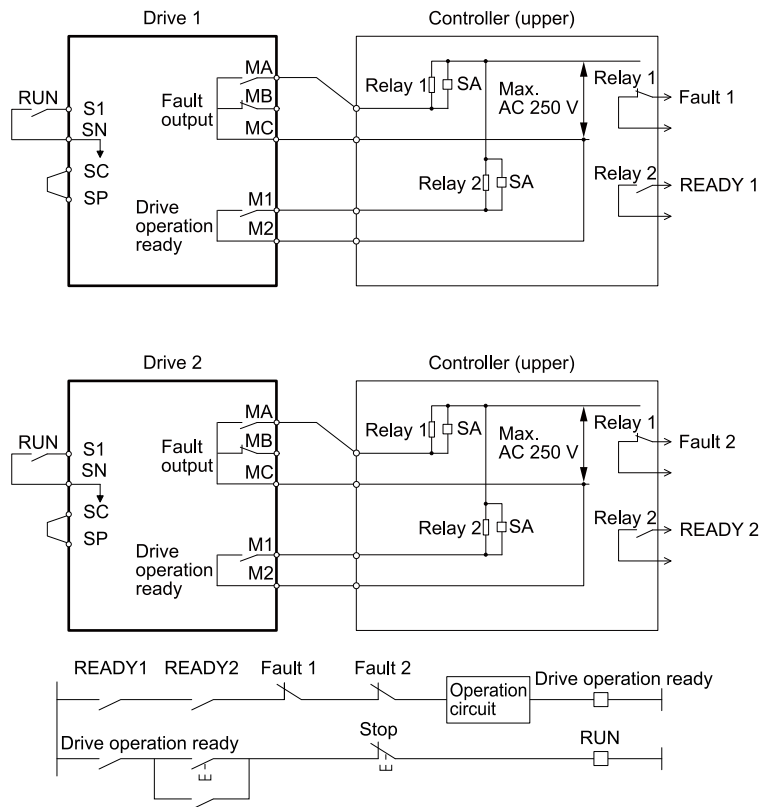 Drive 1
Controller (upper)
RUN
S1
SN
SC
SP
Fault
output
MA
MB
MC
Drive
operation
ready
M1
M2
Relay 1
SA
Max.
AC 250 V
Relay 2
SA
Relay 1
Fault 1
Relay 2
READY 1
Drive 2
Controller (upper)
RUN
S1
SN
SC
SP
Fault
output
MA
MB
MC
Drive
operation
ready
M1
M2
Relay 1
SA
Max.
AC 250 V
Relay 2
SA
Relay 1
Fault 2
Relay 2
READY 2
READY1
READY2
Fault 1
Fault 2
Operation
circuit
Drive operation ready
Drive operation ready
Stop
RUN